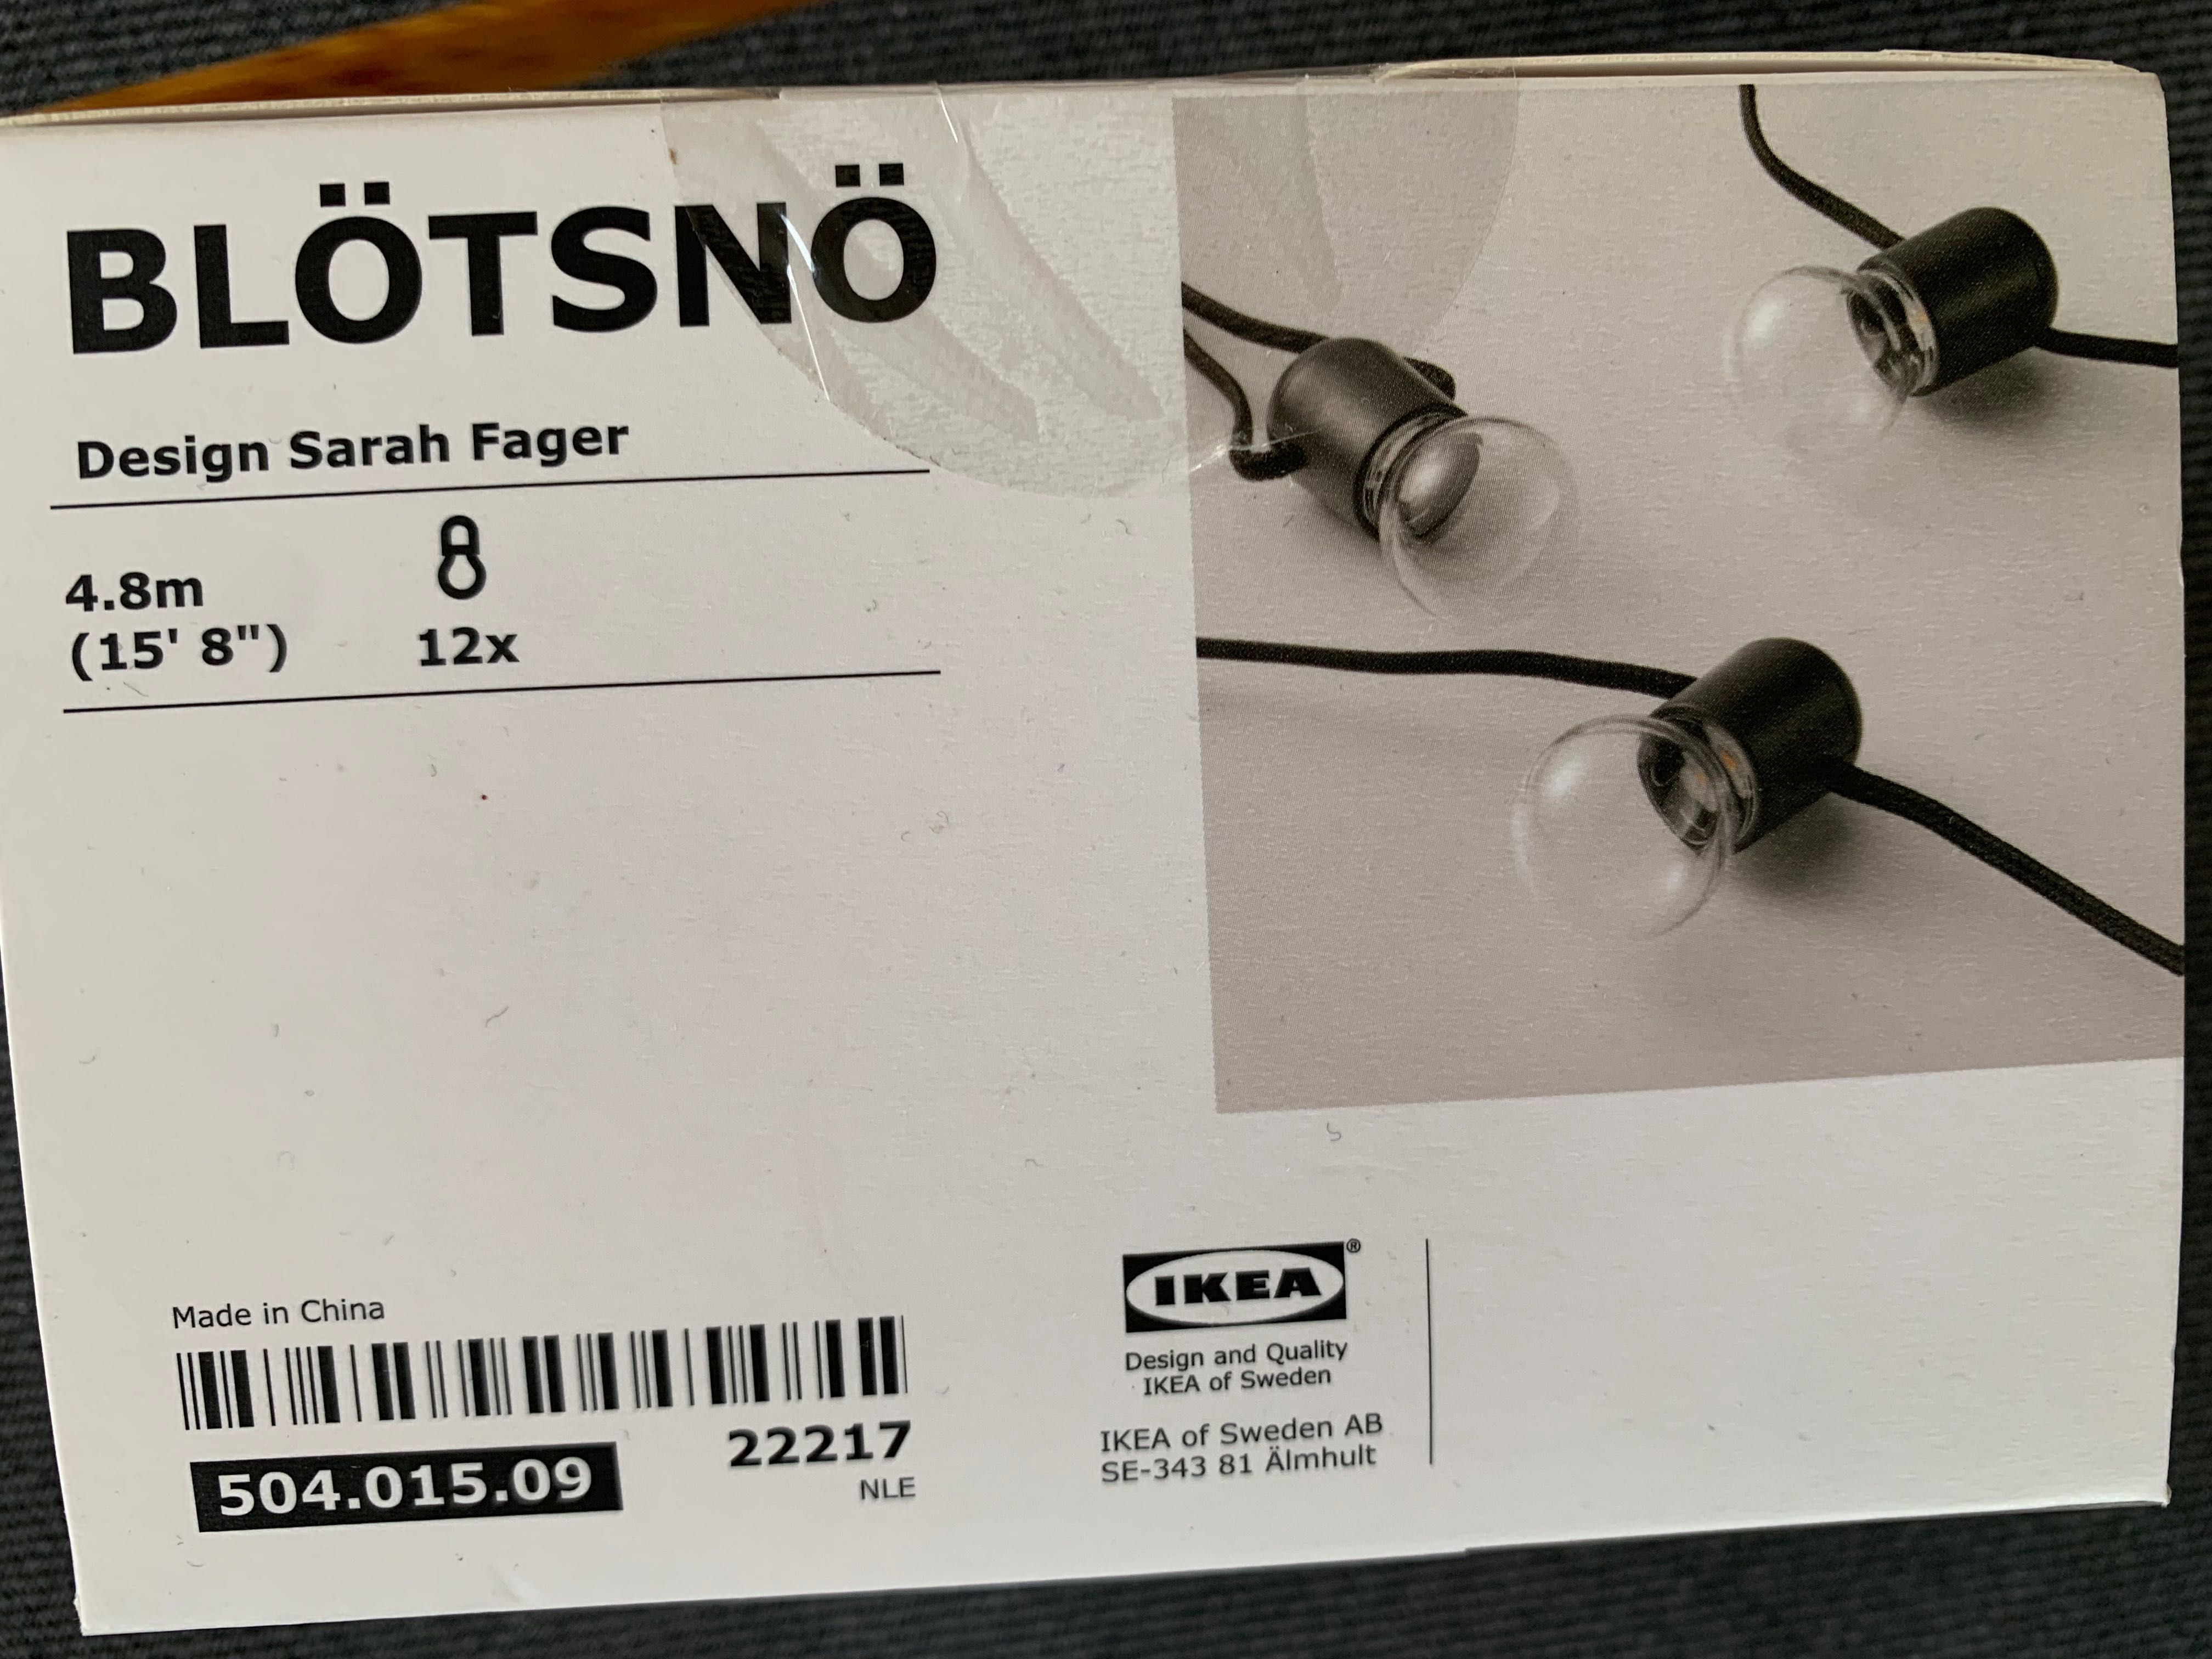 BLÖTSNÖ
Design Sarah Fager
4.8m
(15' 8")
12x
Made in China
22217
504.015.09
NLE
IKEA®
Design and Quality
IKEA of Sweden
IKEA of Sweden AB
SE-343 81 Älmhult